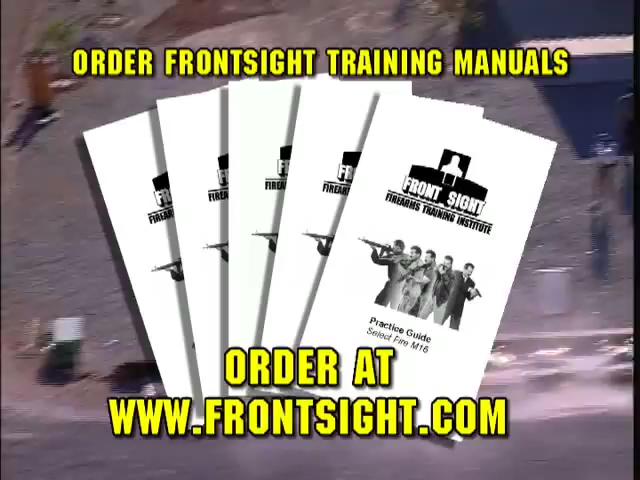 ORDER FRONTSIGHT TRAINING MANUALS
FRONT SIGHT
FIREARMS TRAINING INSTITUTE
Practice Guide
Select Fire M16
ORDER AT
WWW.FRONTSIGHT.COM